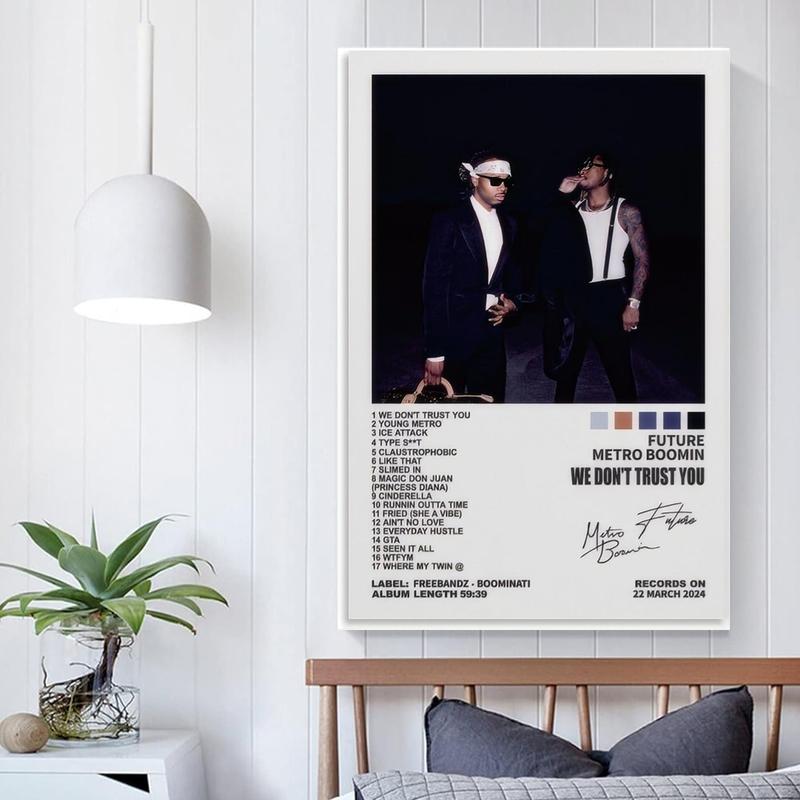 1 WE DON'T TRUST YOU
2 YOUNG METRO
3 ICE ATTACK
4 TYPE S**T
5 CLAUSTROPHOBIC
6 LIKE THAT
7 SLIMED IN
8 MAGIC DON JUAN
(PRINCESS DIANA)
9 CINDERELLA
10 RUNNIN OUTTA TIME
11 FRIED (SHE A VIBE)
12 AIN'T NO LOVE
13 EVERYDAY HUSTLE
14 GTA
15 SEEN IT ALL
16 WTFYM
17 WHERE MY TWIN @
LABEL: FREEBANDZ - BOOMINATI
ALBUM LENGTH 59:39
FUTURE
METRO BOOMIN
WE DON'T TRUST YOU
Future
Metro
Boomin
RECORDS ON
22 MARCH 2024